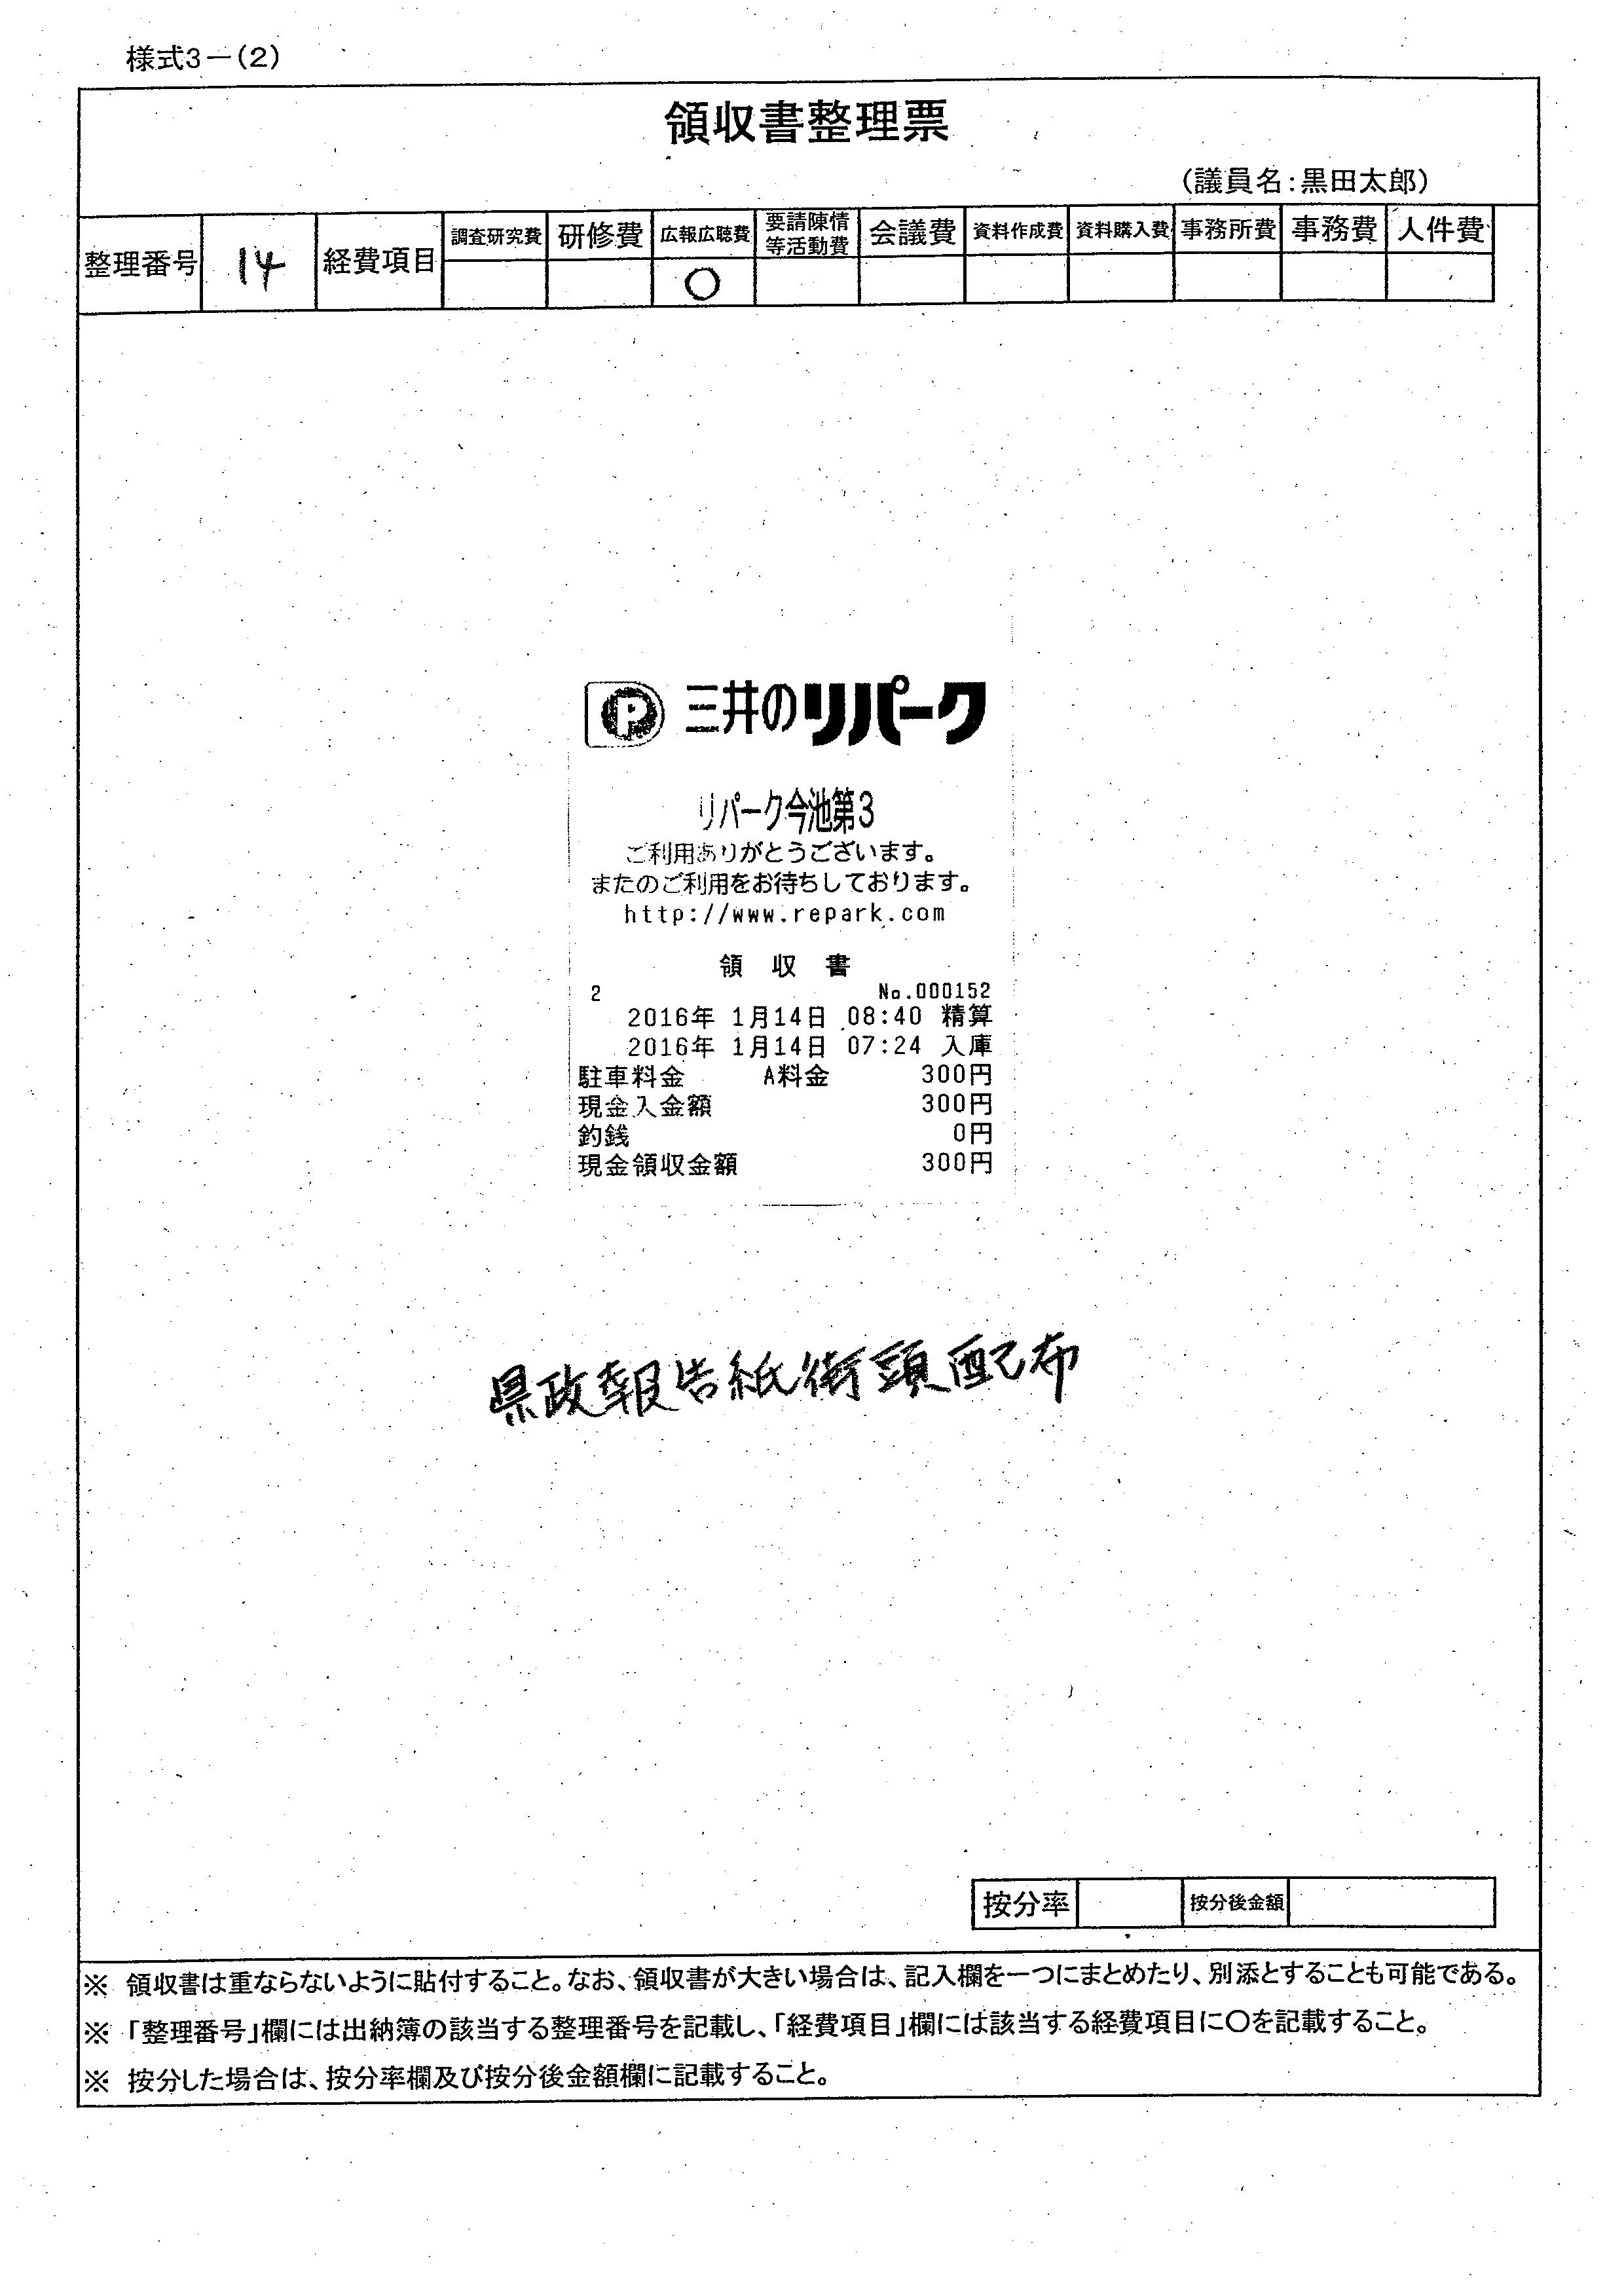 様式3－(2)
領収書整理票
(議員名:黒田太郎)
整理番号 14 経費項目 調査研究費 研修費 広報広聴費 要請陳情等活動費 会議費 資料作成費 資料購入費 事務所費 事務費 人件費
○
P 三井のリパーク
リパーク今池第3
ご利用ありがとうございます。
またのご利用をお待ちしております。
http://www.repark.com
領 収 書
2 No.000152
2016年 1月14日 08:40 精算
2016年 1月14日 07:24 入庫
駐車料金 A料金 300円
現金入金額 300円
釣銭 0円
現金領収金額 300円
県政報告紙街頭配布
按分率 按分後金額
※ 領収書は重ならないように貼付すること。なお、領収書が大きい場合は、記入欄を一つにまとめたり、別添とすることも可能である。
※ 「整理番号」欄には出納簿の該当する整理番号を記載し、「経費項目」欄には該当する経費項目に○を記載すること。
※ 按分した場合は、按分率欄及び按分後金額欄に記載すること。